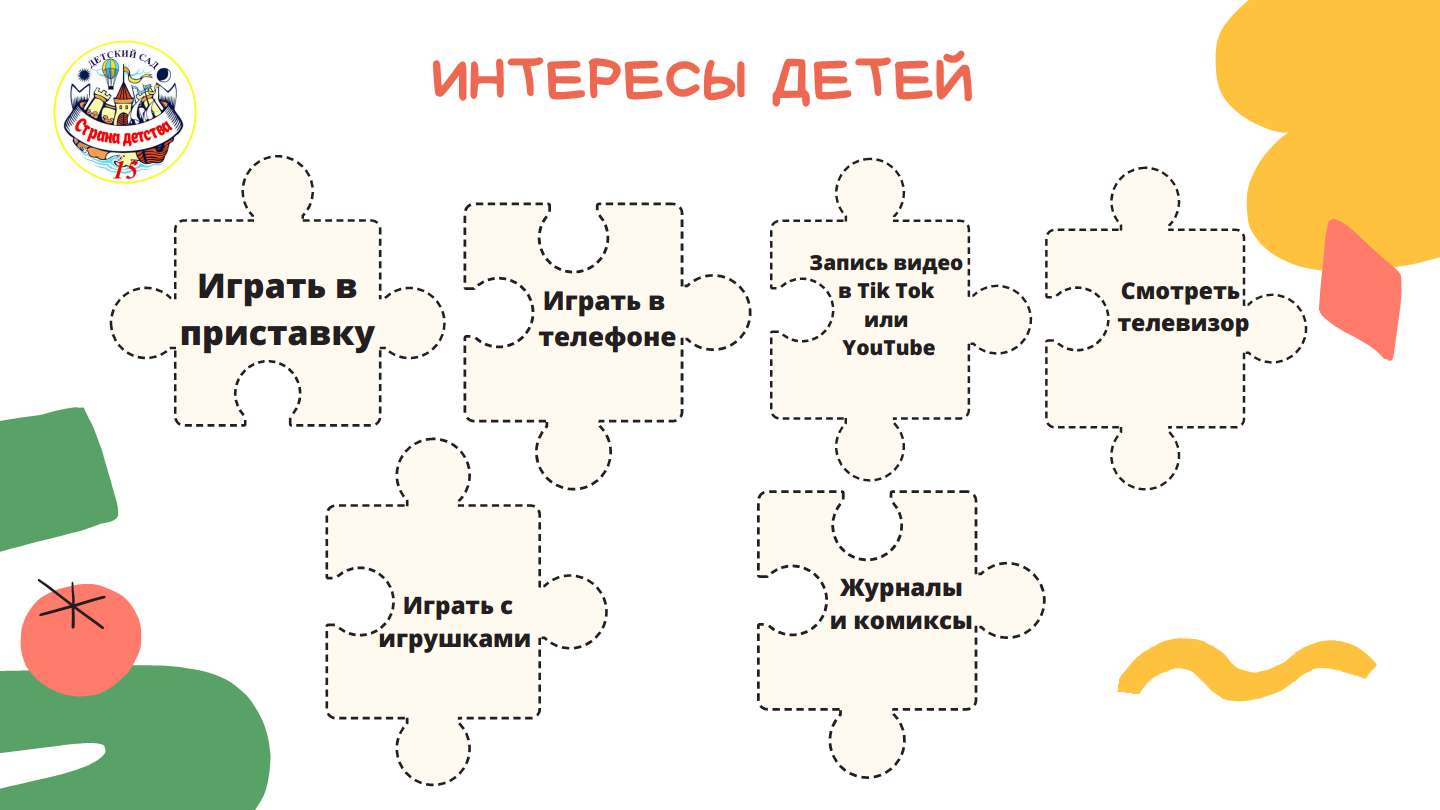 ДЕТСКИЙ САД
Страна детства
15
ИНТЕРЕСЫ ДЕТЕЙ
Играть в
приставку
Играть в
телефоне
Запись видео
в Tik Tok
или
YouTube
Смотреть
телевизор
Играть с
игрушками
Журналы
и комиксы